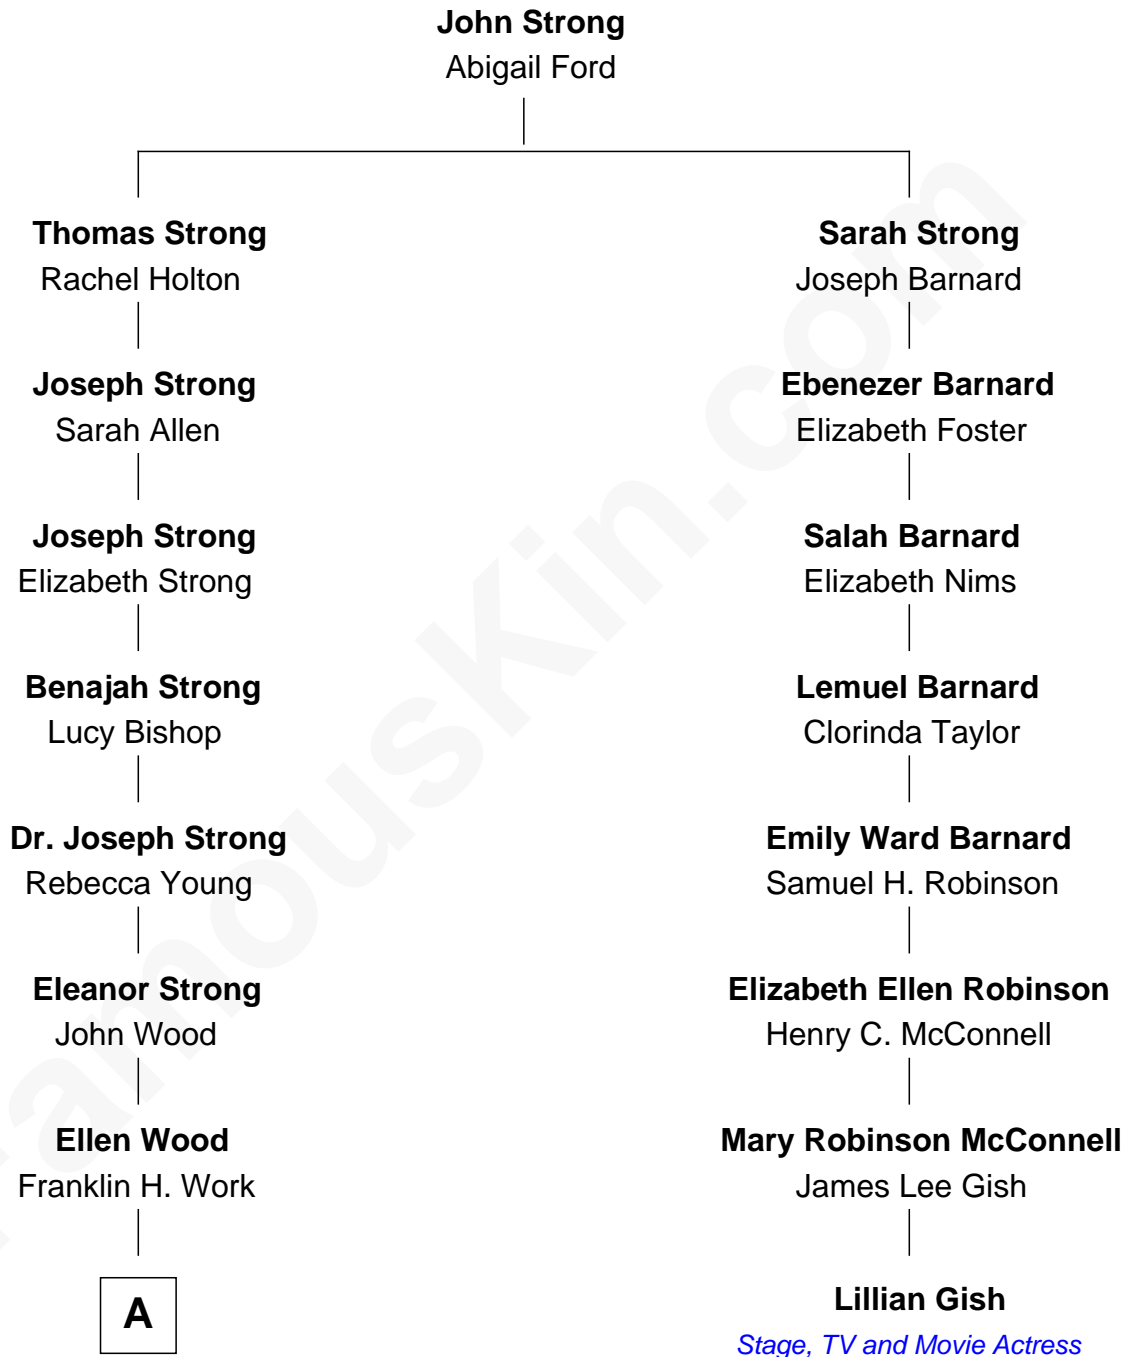 John Strong
Abigail Ford
Thomas Strong
Rachel Holton
Sarah Strong
Joseph Barnard
Joseph Strong
Sarah Allen
Ebenezer Barnard
Elizabeth Foster
Joseph Strong
Elizabeth Strong
Salah Barnard
Elizabeth Nims
Benajah Strong
Lucy Bishop
Lemuel Barnard
Clorinda Taylor
Dr. Joseph Strong
Rebecca Young
Emily Ward Barnard
Samuel H. Robinson
Eleanor Strong
John Wood
Elizabeth Ellen Robinson
Henry C. McConnell
Ellen Wood
Franklin H. Work
Mary Robinson McConnell
James Lee Gish
A
Lillian Gish
Stage, TV and Movie Actress
FamousKin.com